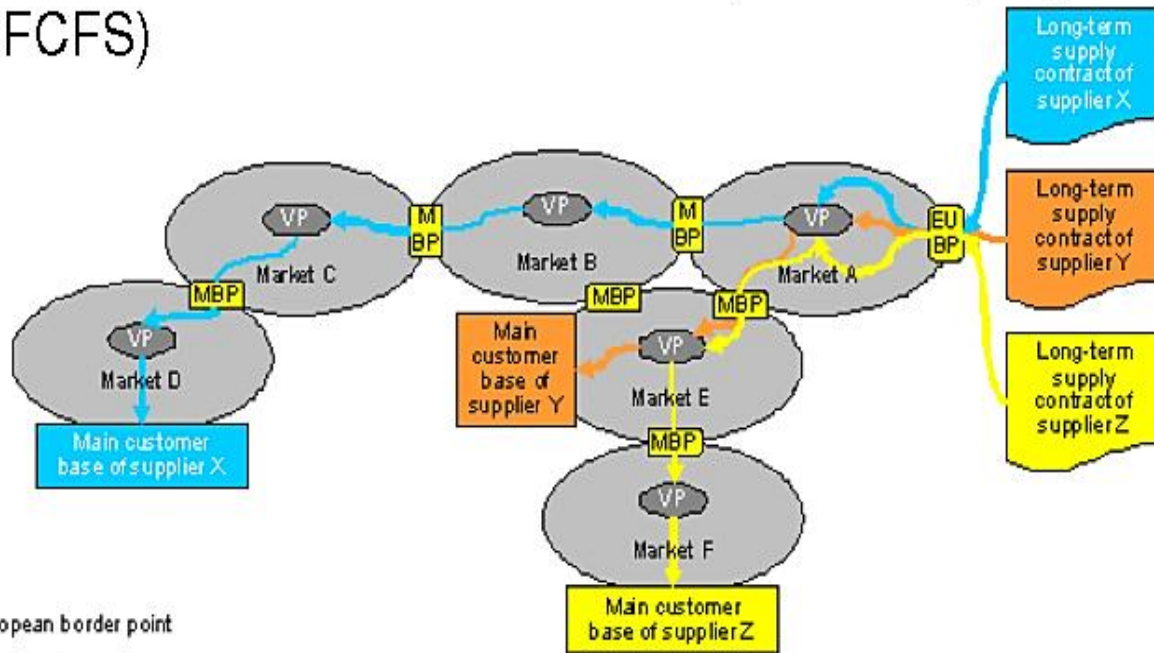 FCFS)
Long-term
supply
contract of
supplier X
Long-term
supply
contract of
supplier Y
Long-term
supply
contract of
supplier Z
VP
Market C
M
BP
VP
Market B
M
BP
VP
Market A
EU
BP
MBP
VP
Market D
Main customer
base of supplier X
MBP
MBP
Main
customer
base of
supplier Y
VP
Market E
MBP
VP
Market F
Main customer
base of supplier Z
opean border point